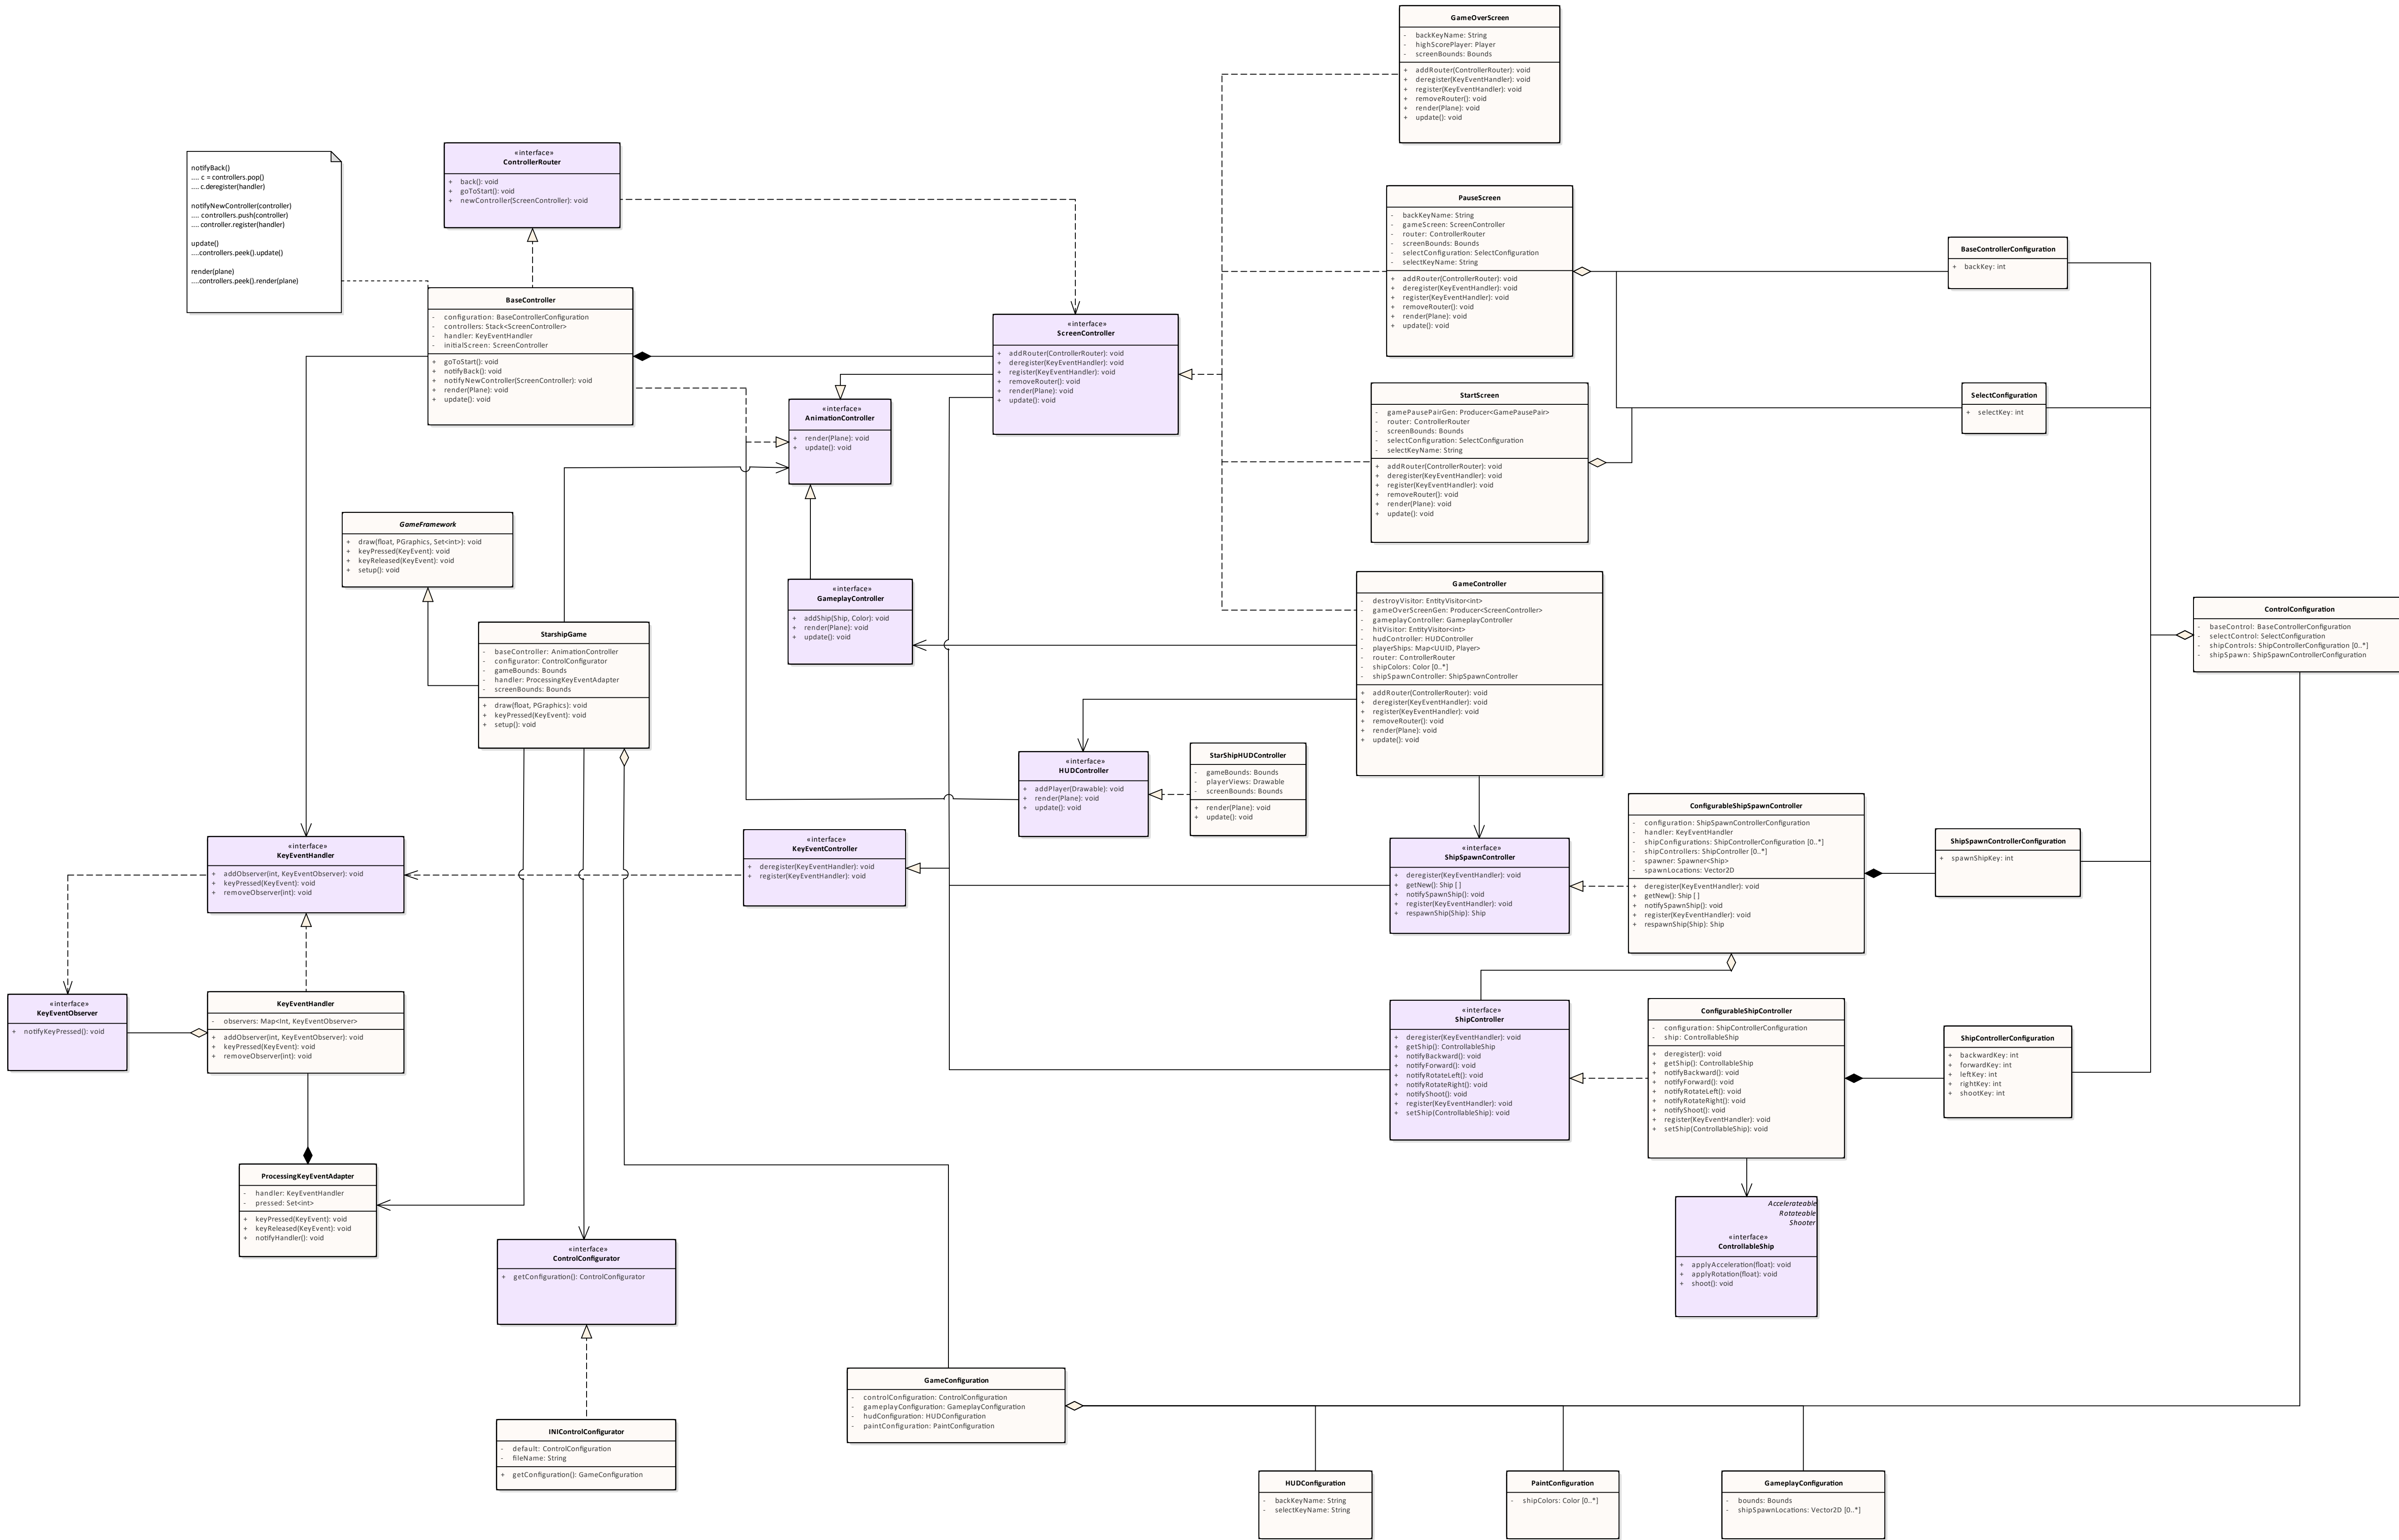 GameOverScreen
- backKeyName: String
- highScorePlayer: Player
- screenBounds: Bounds
+ addRouter(ControllerRouter): void
+ deregister(KeyEventHandler): void
+ register(KeyEventHandler): void
+ removeRouter(): void
+ render(Plane): void
+ update(): void
notifyBack()
.... c = controllers.pop()
.... c.deregister(handler)
notifyNewController(controller)
.... controllers.push(controller)
.... controller.register(handler)
update()
....controllers.peek().update()
render(plane)
....controllers.peek().render(plane)
«interface»
ControllerRouter
+ back(): void
+ goToStart(): void
+ newController(ScreenController): void
PauseScreen
- backKeyName: String
- gameScreen: ScreenController
- router: ControllerRouter
- screenBounds: Bounds
- selectConfiguration: SelectConfiguration
- selectKeyName: String
+ addRouter(ControllerRouter): void
+ deregister(KeyEventHandler): void
+ register(KeyEventHandler): void
+ removeRouter(): void
+ render(Plane): void
+ update(): void
BaseControllerConfiguration
+ backKey: int
BaseController
- configuration: BaseControllerConfiguration
- controllers: Stack<ScreenController>
- handler: KeyEventHandler
- initialScreen: ScreenController
+ goToStart(): void
+ notifyBack(): void
+ notifyNewController(ScreenController): void
+ render(Plane): void
+ update(): void
«interface»
ScreenController
+ addRouter(ControllerRouter): void
+ deregister(KeyEventHandler): void
+ register(KeyEventHandler): void
+ removeRouter(): void
+ render(Plane): void
+ update(): void
«interface»
AnimationController
+ render(Plane): void
+ update(): void
StartScreen
- gamePausePairGen: Producer<GamePausePair>
- router: ControllerRouter
- screenBounds: Bounds
- selectConfiguration: SelectConfiguration
- selectKeyName: String
+ addRouter(ControllerRouter): void
+ deregister(KeyEventHandler): void
+ register(KeyEventHandler): void
+ removeRouter(): void
+ render(Plane): void
+ update(): void
SelectConfiguration
+ selectKey: int
GameFramework
+ draw(float, PGraphics, Set<int>): void
+ keyPressed(KeyEvent): void
+ keyReleased(KeyEvent): void
+ setup(): void
«interface»
GameplayController
+ addShip(Ship, Color): void
+ render(Plane): void
+ update(): void
GameController
- destroyVisitor: EntityVisitor<int>
- gameOverScreenGen: Producer<ScreenController>
- gameplayController: GameplayController
- hitVisitor: EntityVisitor<int>
- hudController: HUDController
- playerShips: Map<UUID, Player>
- router: ControllerRouter
- shipColors: Color [0..*]
- shipSpawnController: ShipSpawnController
+ addRouter(ControllerRouter): void
+ deregister(KeyEventHandler): void
+ register(KeyEventHandler): void
+ removeRouter(): void
+ render(Plane): void
+ update(): void
ControlConfiguration
- baseControl: BaseControllerConfiguration
- selectControl: SelectConfiguration
- shipControls: ShipControllerConfiguration [0..*]
- shipSpawn: ShipSpawnControllerConfiguration
StarshipGame
- baseController: AnimationController
- configurator: ControlConfigurator
- gameBounds: Bounds
- handler: ProcessingKeyEventAdapter
- screenBounds: Bounds
+ draw(float, PGraphics): void
+ keyPressed(KeyEvent): void
+ setup(): void
«interface»
HUDController
+ addPlayer(Drawable): void
+ render(Plane): void
+ update(): void
StarShipHUDController
- gameBounds: Bounds
- playerViews: Drawable
- screenBounds: Bounds
+ render(Plane): void
+ update(): void
«interface»
KeyEventHandler
+ addObserver(int, KeyEventObserver): void
+ keyPressed(KeyEvent): void
+ removeObserver(int): void
«interface»
KeyEventController
+ deregister(KeyEventHandler): void
+ register(KeyEventHandler): void
«interface»
ShipSpawnController
+ deregister(KeyEventHandler): void
+ getNew(): Ship [ ]
+ notifySpawnShip(): void
+ register(KeyEventHandler): void
+ respawnShip(Ship): Ship
ConfigurableShipSpawnController
- configuration: ShipSpawnControllerConfiguration
- handler: KeyEventHandler
- shipConfigurations: ShipControllerConfiguration [0..*]
- shipControllers: ShipController [0..*]
- spawner: Spawner<Ship>
- spawnLocations: Vector2D
+ deregister(KeyEventHandler): void
+ getNew(): Ship [ ]
+ notifySpawnShip(): void
+ register(KeyEventHandler): void
+ respawnShip(Ship): Ship
ShipSpawnControllerConfiguration
+ spawnShipKey: int
«interface»
KeyEventObserver
+ notifyKeyPressed(): void
KeyEventHandler
- observers: Map<Int, KeyEventObserver>
+ addObserver(int, KeyEventObserver): void
+ keyPressed(KeyEvent): void
+ removeObserver(int): void
«interface»
ShipController
+ deregister(KeyEventHandler): void
+ getShip(): ControllableShip
+ notifyBackward(): void
+ notifyForward(): void
+ notifyRotateLeft(): void
+ notifyRotateRight(): void
+ notifyShoot(): void
+ register(KeyEventHandler): void
+ setShip(ControllableShip): void
ConfigurableShipController
- configuration: ShipControllerConfiguration
- ship: ControllableShip
+ deregister(): void
+ getShip(): ControllableShip
+ notifyBackward(): void
+ notifyForward(): void
+ notifyRotateLeft(): void
+ notifyRotateRight(): void
+ notifyShoot(): void
+ register(KeyEventHandler): void
+ setShip(ControllableShip): void
ShipControllerConfiguration
+ backwardKey: int
+ forwardKey: int
+ leftKey: int
+ rightKey: int
+ shootKey: int
ProcessingKeyEventAdapter
- handler: KeyEventHandler
- pressed: Set<int>
+ keyPressed(KeyEvent): void
+ keyReleased(KeyEvent): void
+ notifyHandler(): void
Accelerateable
Rotateable
Shooter
«interface»
ControllableShip
+ applyAcceleration(float): void
+ applyRotation(float): void
+ shoot(): void
«interface»
ControlConfigurator
+ getConfiguration(): ControlConfigurator
GameConfiguration
- controlConfiguration: ControlConfiguration
- gameplayConfiguration: GameplayConfiguration
- hudConfiguration: HUDConfiguration
- paintConfiguration: PaintConfiguration
INIControlConfigurator
- default: ControlConfiguration
- fileName: String
+ getConfiguration(): GameConfiguration
HUDConfiguration
- backKeyName: String
- selectKeyName: String
PaintConfiguration
- shipColors: Color [0..*]
GameplayConfiguration
- bounds: Bounds
- shipSpawnLocations: Vector2D [0..*]